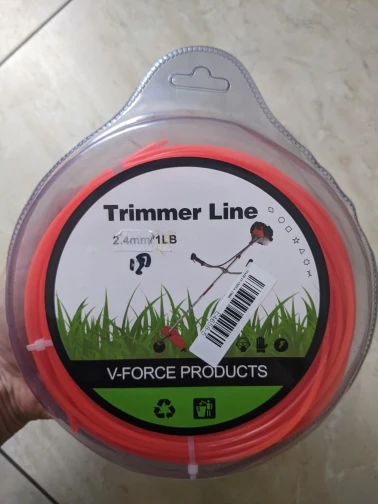 Trimmer Line
2.4mm/1LB
V-FORCE PRODUCTS